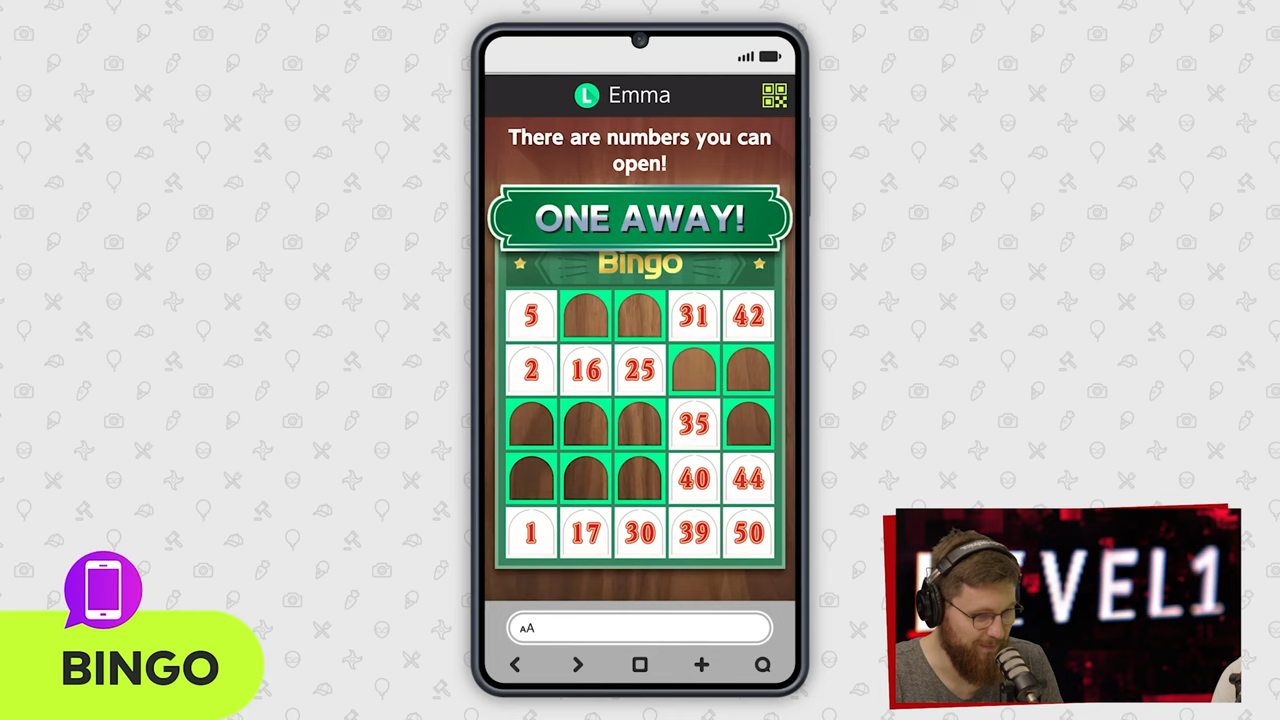 L Emma
There are numbers you can
open!
ONE AWAY!
Bingo
5 31 42
2 16 25
35
40 44
1 17 30 39 50
AA
BINGO
LEVEL1